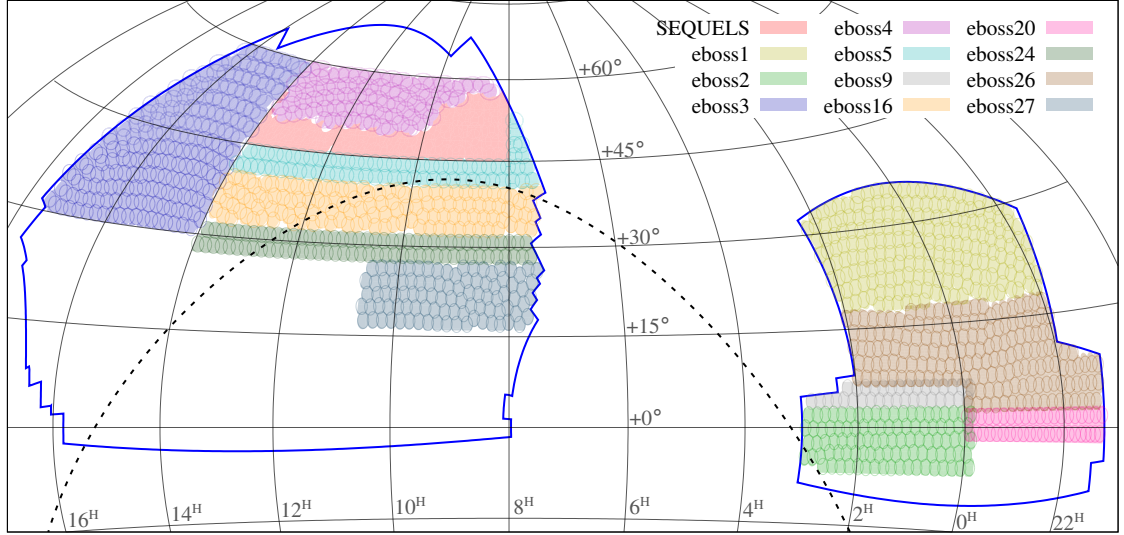 SEQUELS eboss4 eboss20
eboss1 eboss5 eboss24
eboss2 eboss9 eboss26
eboss3 eboss16 eboss27
+60°
+45°
+30°
+15°
+0°
16ᴴ 14ᴴ 12ᴴ 10ᴴ 8ᴴ 6ᴴ 4ᴴ 2ᴴ 0ᴴ 22ᴴ